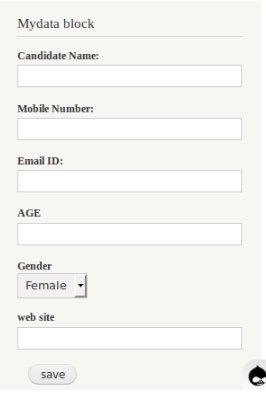 Mydata block
Candidate Name:
Mobile Number:
Email ID:
AGE
Gender
Female
web site
save